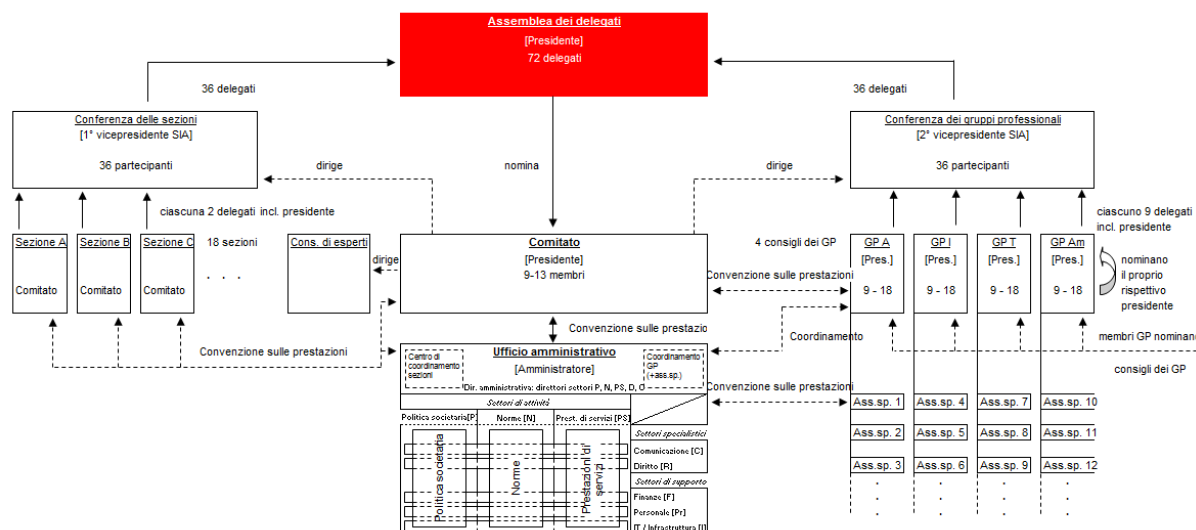 Assemblea dei delegati
[Presidente]
72 delegati
36 delegati
36 delegati
Conferenza delle sezioni
[1° vicepresidente SIA]
36 partecipanti
Conferenza dei gruppi professionali
[2° vicepresidente SIA]
36 partecipanti
dirige
nomina
dirige
ciascuna 2 delegati incl. presidente
ciascuno 9 delegati
incl. presidente
Sezione A
Comitato
Sezione B
Comitato
Sezione C
Comitato
18 sezioni
. . .
Cons. di esperti
dirige
Comitato
[Presidente]
9-13 membri
4 consigli dei GP
GP A
[Pres.]
9 - 18
GP I
[Pres.]
9 - 18
GP T
[Pres.]
9 - 18
GP Am
[Pres.]
9 - 18
nominano
il proprio
rispettivo
presidente
Convenzione sulle prestazioni
Convenzione sulle prestazio
Coordinamento
Convenzione sulle prestazioni
membri GP nominano
consigli dei GP
Ufficio amministrativo
[Amministratore]
Centro di
coordinamento
sezioni
Coordinamento
GP
(+ass.sp.)
Dir. amministrativa: direttori settori P, N, PS, D, C
Convenzione sulle prestazioni
Settori di attività
Politica societaria[P]
Norme [N]
Prest. di servizi [PS]
Politica societaria
Norme
Prestazioni di
servizi
Settori specialistici
Comunicazione [C]
Diritto [R]
Settori di supporto
Finanze [F]
Personale [Pr]
IT / Infrastruttura [I]
Ass.sp. 1
Ass.sp. 4
Ass.sp. 7
Ass.sp. 10
Ass.sp. 2
Ass.sp. 5
Ass.sp. 8
Ass.sp. 11
Ass.sp. 3
Ass.sp. 6
Ass.sp. 9
Ass.sp. 12